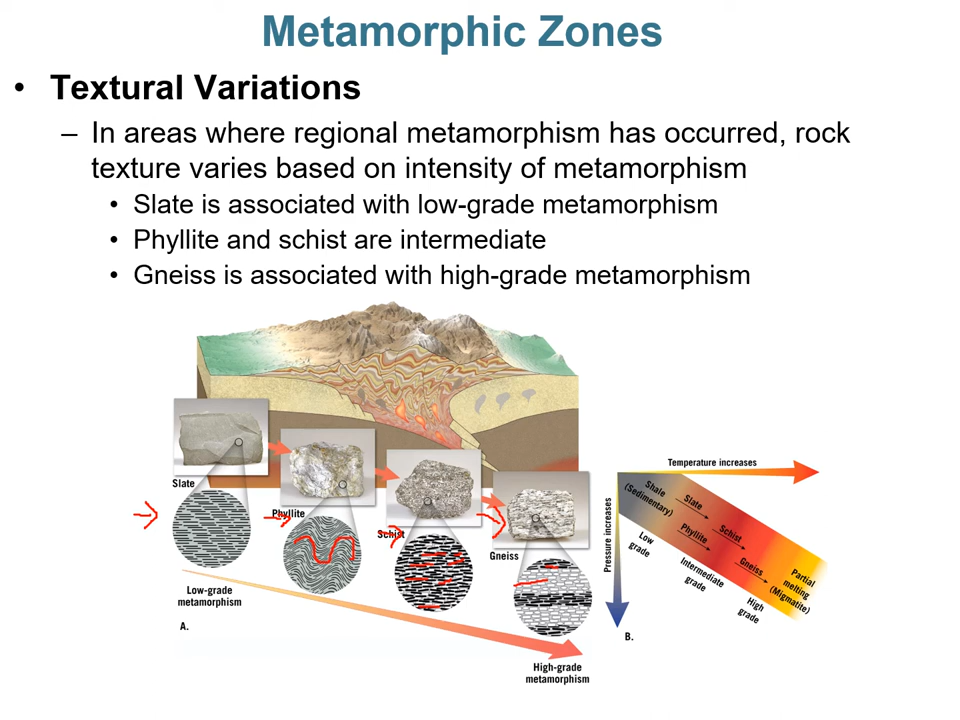 Metamorphic Zones
• Textural Variations
– In areas where regional metamorphism has occurred, rock
texture varies based on intensity of metamorphism
• Slate is associated with low-grade metamorphism
• Phyllite and schist are intermediate
• Gneiss is associated with high-grade metamorphism
Slate
Phyllite
Schist
Gneiss
Low-grade
metamorphism
A.
High-grade
metamorphism
Temperature increases
Pressure increases
Shale
(Sedimentary)
Slate
Phyllite
Schist
Gneiss
Partial
melting
(Migmatite)
Low
grade
Intermediate
grade
High
grade
B.